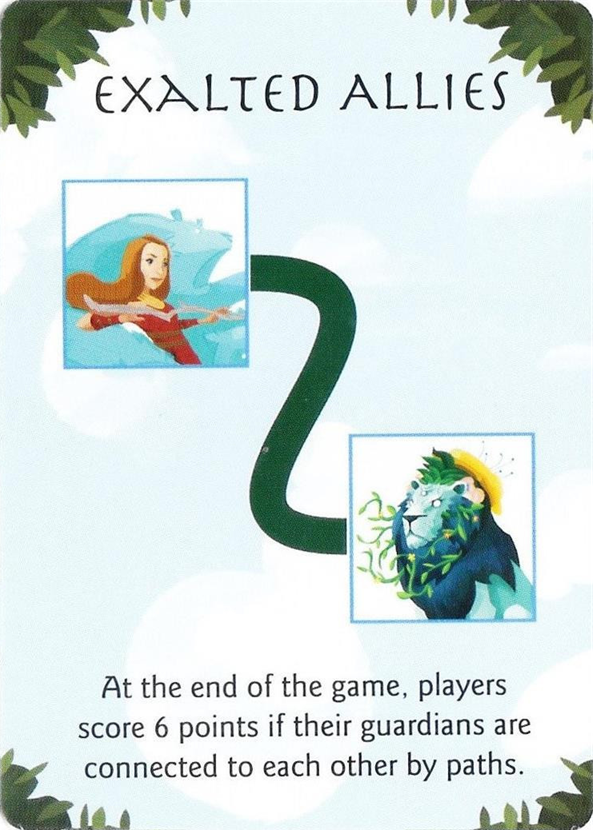 EXALTED ALLIES
At the end of the game, players
score 6 points if their guardians are
connected to each other by paths.